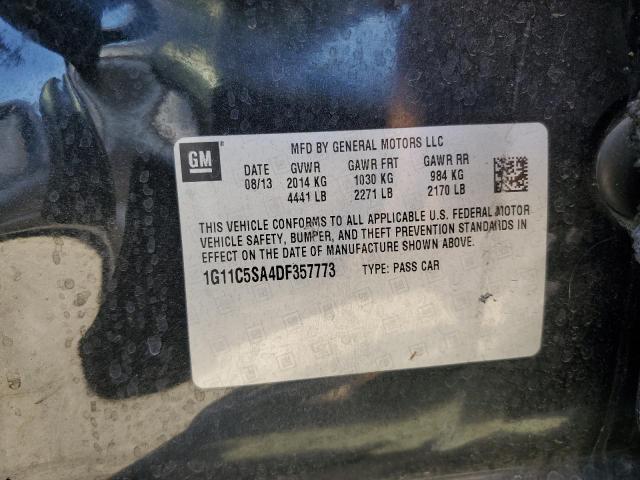 GM
MFD BY GENERAL MOTORS LLC
DATE GVWR GAWR FRT GAWR RR
08/13 2014 KG 1030 KG 984 KG
4441 LB 2271 LB 2170 LB
THIS VEHICLE CONFORMS TO ALL APPLICABLE U.S. FEDERAL MOTOR
VEHICLE SAFETY, BUMPER, AND THEFT PREVENTION STANDARDS IN
EFFECT ON THE DATE OF MANUFACTURE SHOWN ABOVE.
1G11C5SA4DF357773 TYPE: PASS CAR